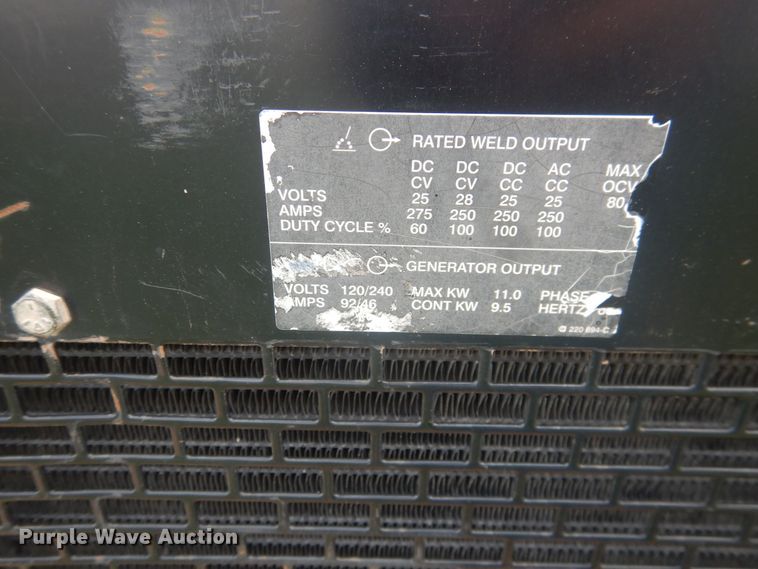 RATED WELD OUTPUT
DC DC DC AC MAX
CV CV CC CC OCV
VOLTS 25 28 25 25 80
AMPS 275 250 250 250
DUTY CYCLE % 60 100 100 100
GENERATOR OUTPUT
VOLTS 120/240 MAX KW 11.0 PHASE
AMPS 92/46 CONT KW 9.5 HERTZ
220 894-C
Purple Wave Auction